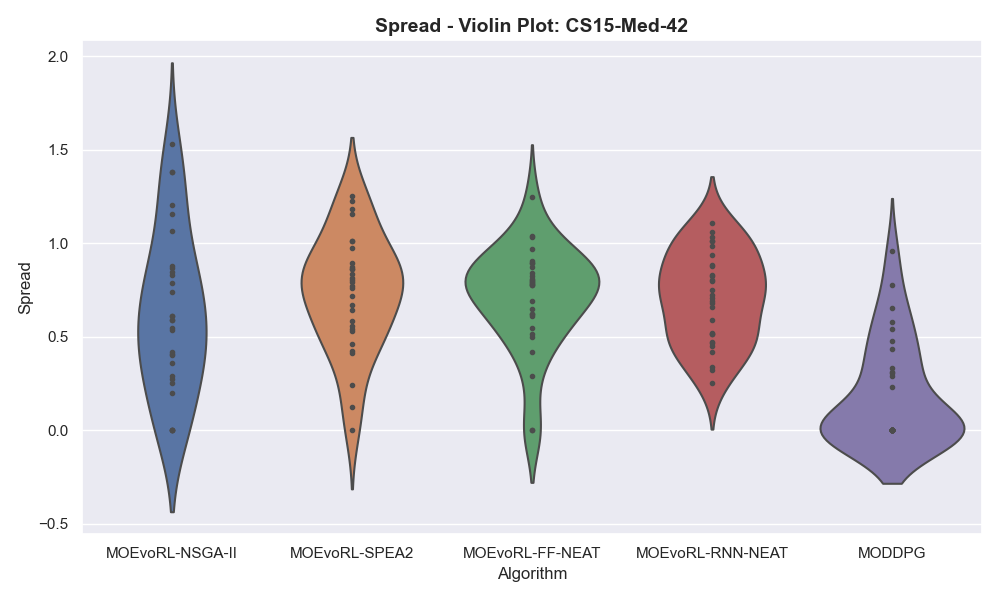 Spread - Violin Plot: CS15-Med-42
2.0
1.5
1.0
0.5
0.0
−0.5
Spread
MOEvoRL-NSGA-II MOEvoRL-SPEA2 MOEvoRL-FF-NEAT MOEvoRL-RNN-NEAT MODDPG
Algorithm